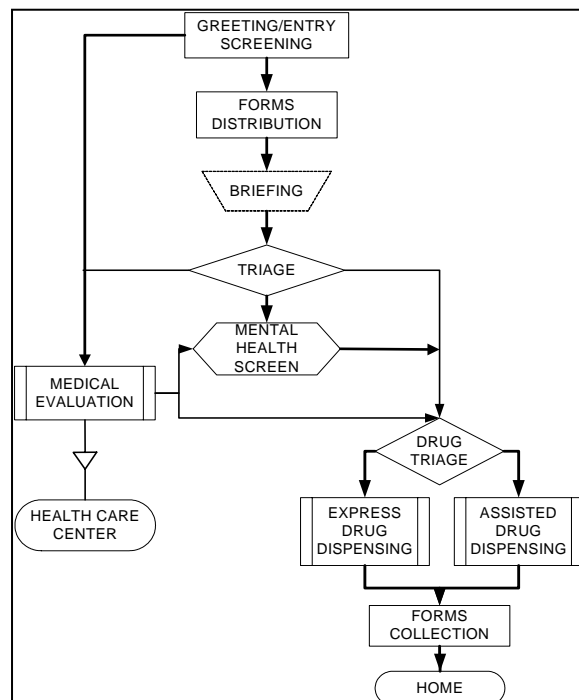 GREETING/ENTRY
SCREENING
FORMS
DISTRIBUTION
BRIEFING
TRIAGE
MENTAL
HEALTH
SCREEN
MEDICAL
EVALUATION
DRUG
TRIAGE
HEALTH CARE
CENTER
EXPRESS
DRUG
DISPENSING
ASSISTED
DRUG
DISPENSING
FORMS
COLLECTION
HOME